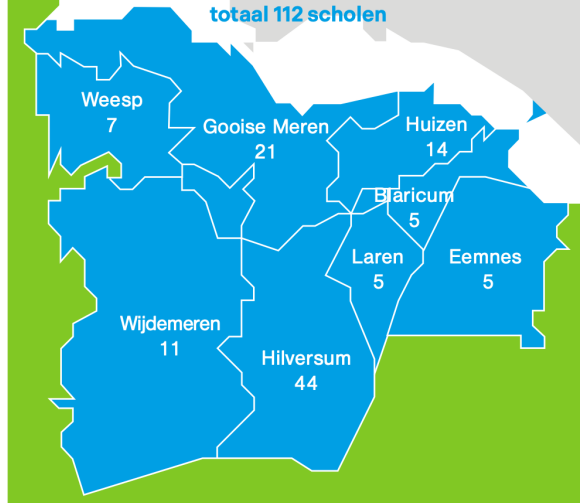 totaal 112 scholen
Weesp
7
Gooise Meren
21
Huizen
14
Blaricum
5
Laren
5
Eemnes
5
Wijdemeren
11
Hilversum
44